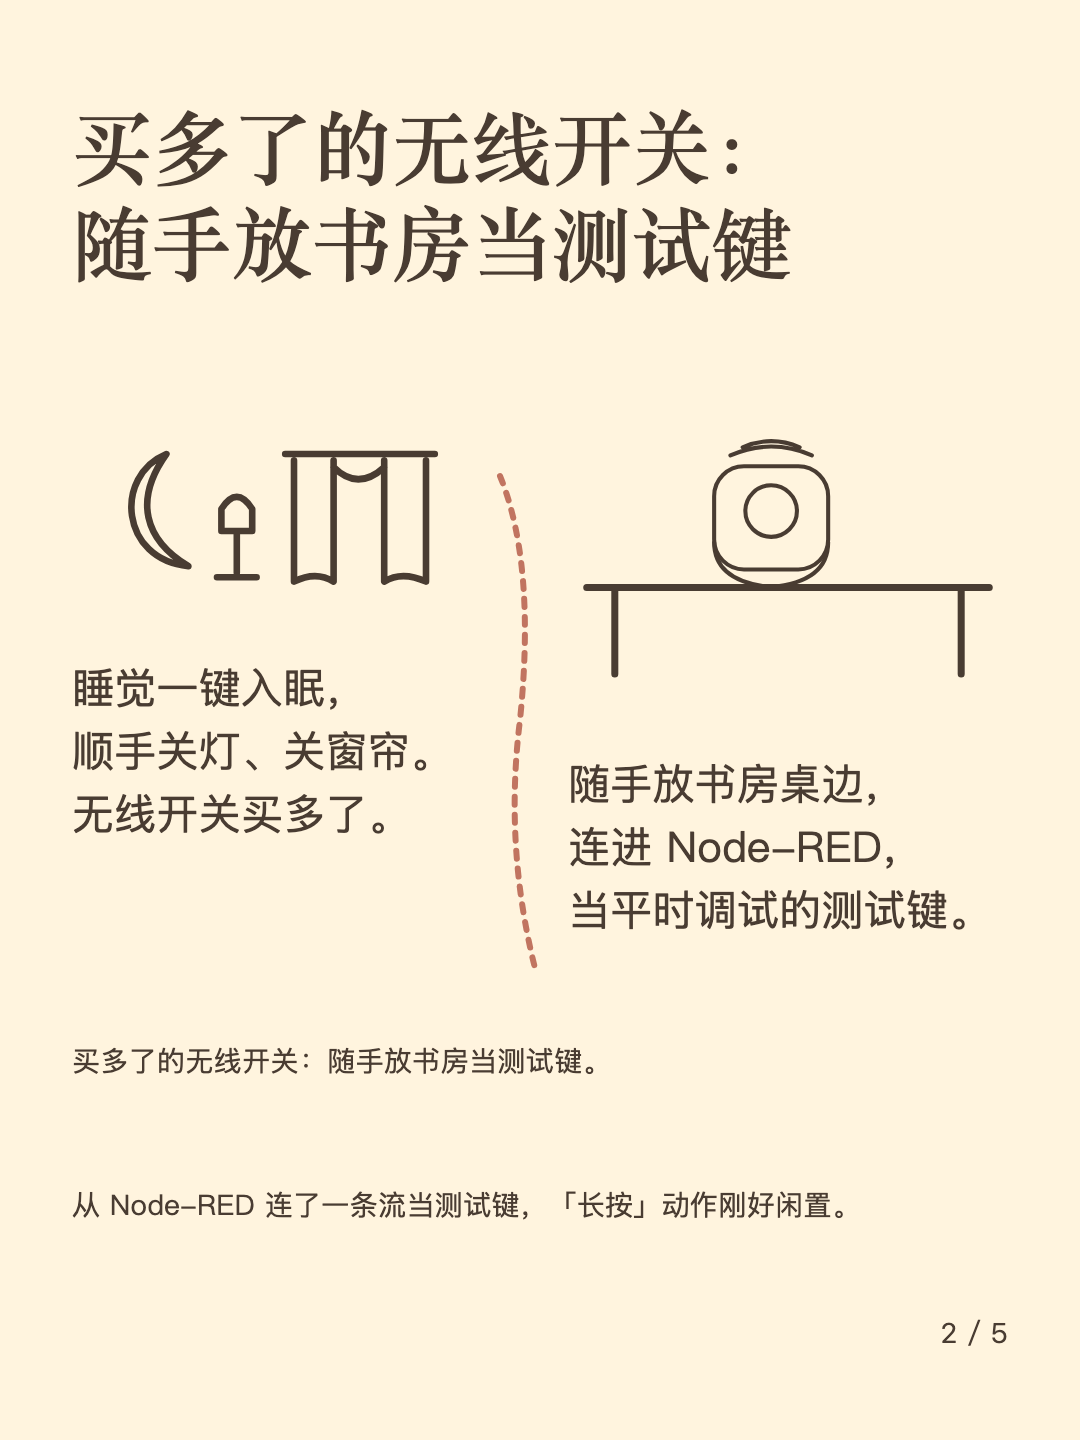 买多了的无线开关：
随手放书房当测试键
睡觉一键入眠，
顺手关灯、关窗帘。
无线开关买多了。
随手放书房桌边，
连进 Node-RED，
当平时调试的测试键。
买多了的无线开关：随手放书房当测试键。
从 Node-RED 连了一条流当测试键，「长按」动作刚好闲置。
2 / 5